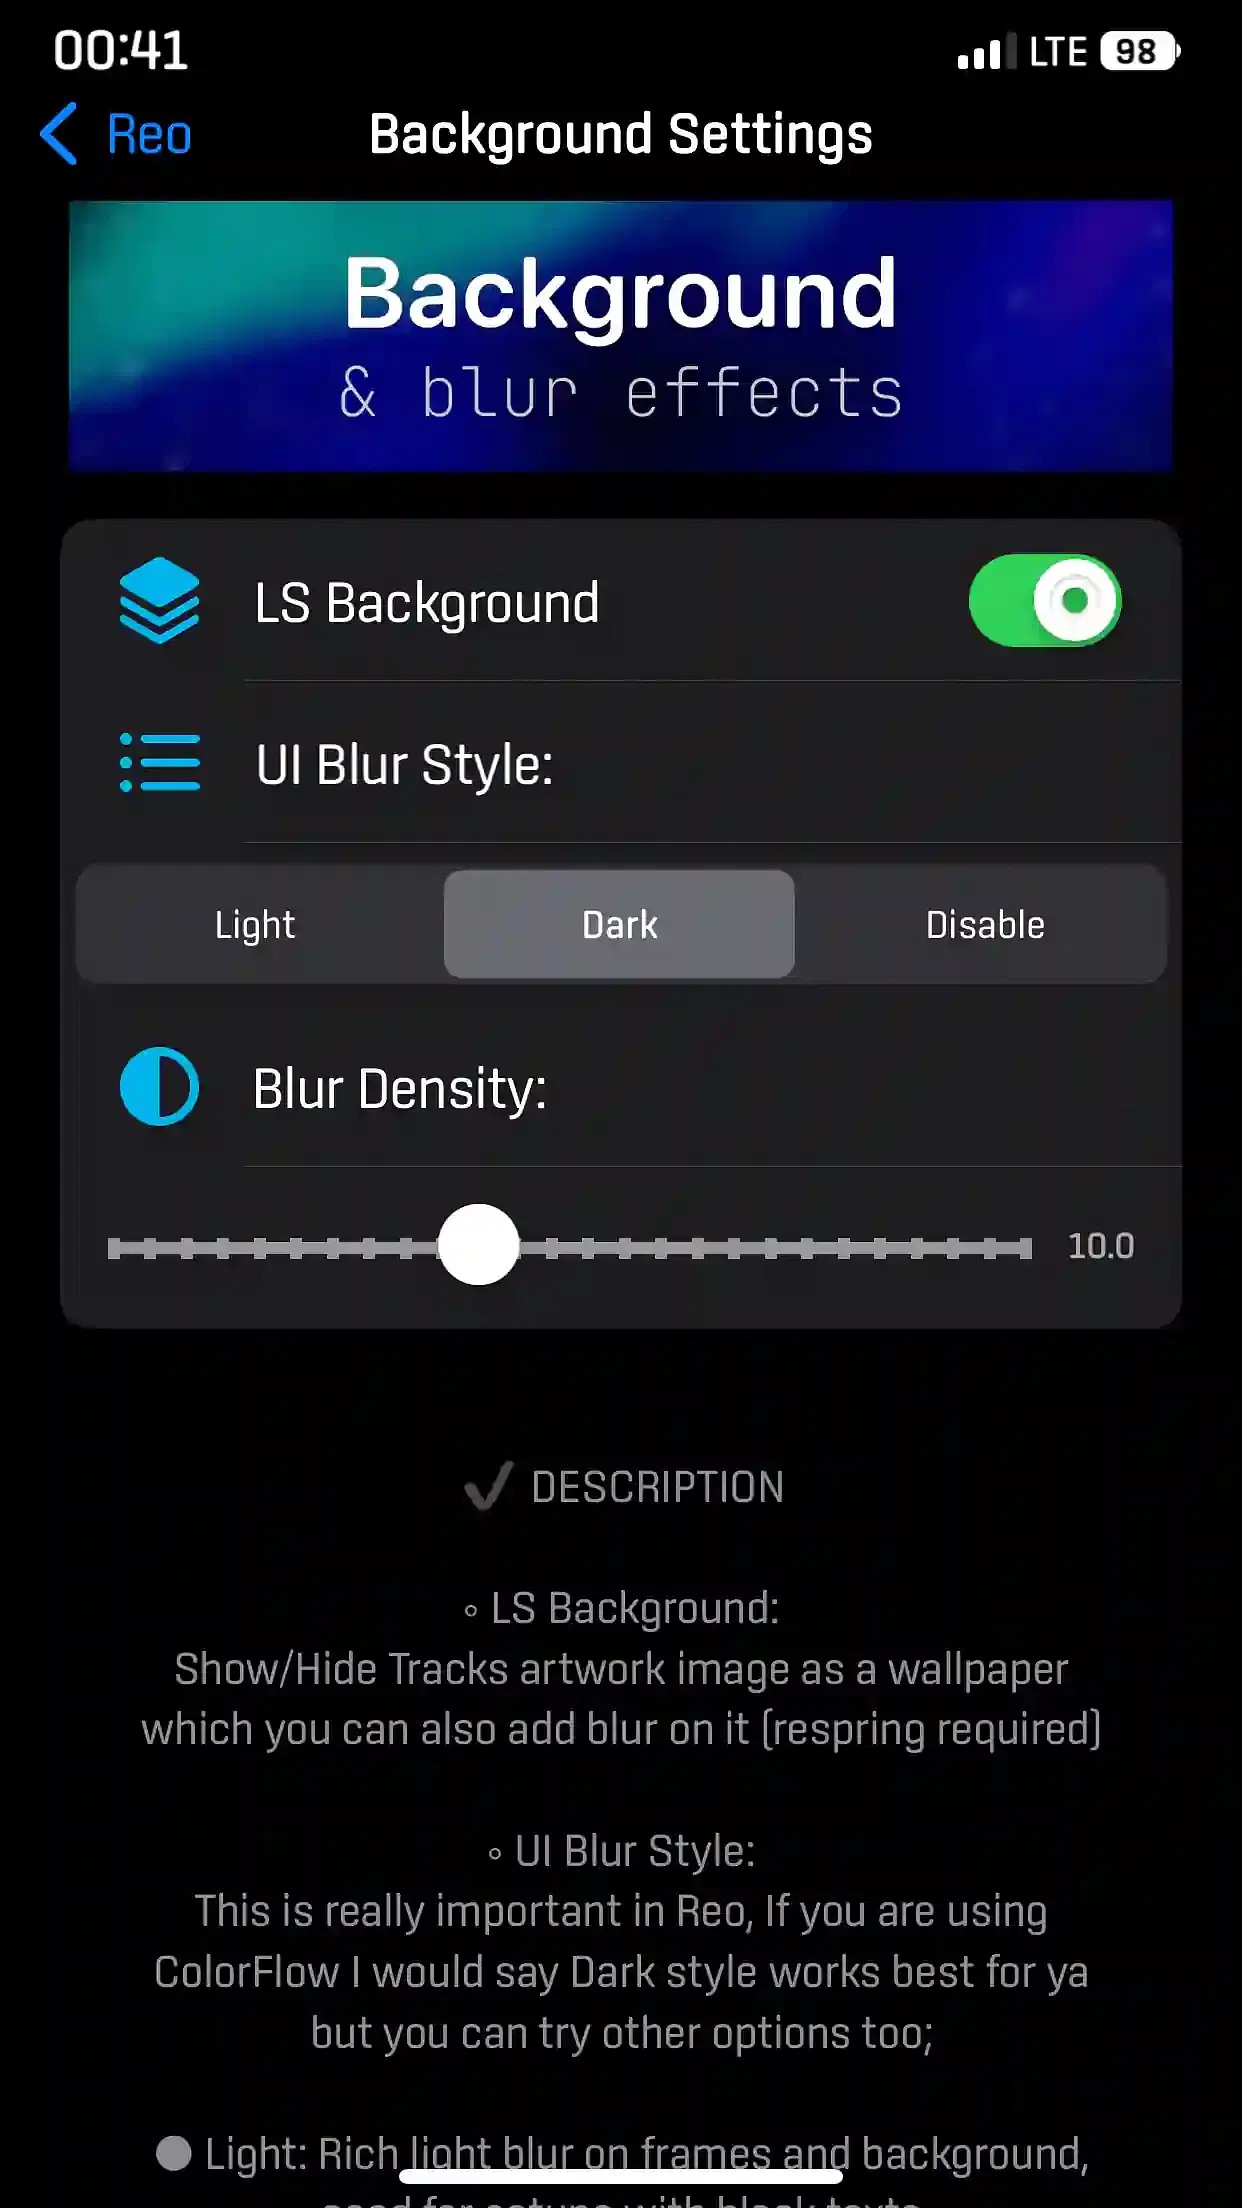 00:41
LTE 98
Reo
Background Settings
Background
& blur effects
LS Background
UI Blur Style:
Light
Dark
Disable
Blur Density:
10.0
DESCRIPTION
◦ LS Background:
Show/Hide Tracks artwork image as a wallpaper
which you can also add blur on it (respring required)
◦ UI Blur Style:
This is really important in Reo, If you are using
ColorFlow I would say Dark style works best for ya
but you can try other options too;
● Light: Rich light blur on frames and background,